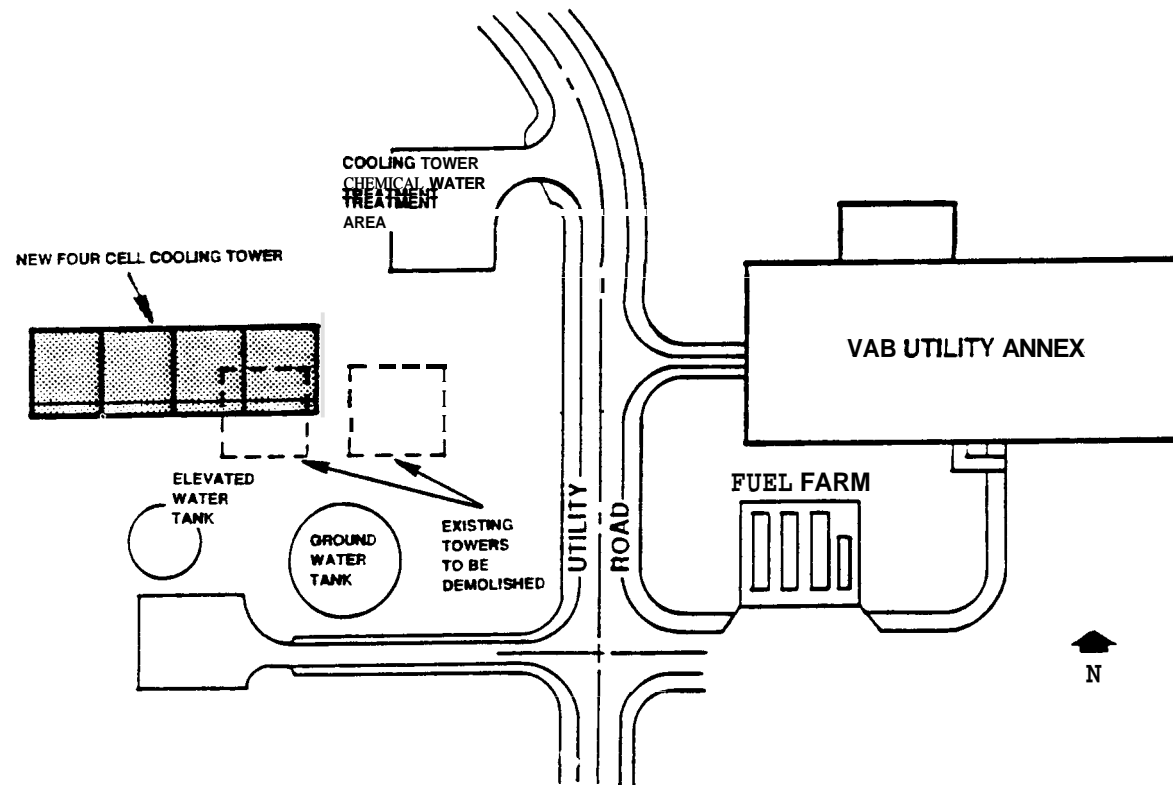 COOLING TOWER
CHEMICAL WATER
TREATMENT
TREATMENT
AREA
NEW FOUR CELL COOLING TOWER
VAB UTILITY ANNEX
ELEVATED
WATER
TANK
GROUND
WATER
TANK
EXISTING
TOWERS
TO BE
DEMOLISHED
UTILITY
ROAD
FUEL FARM
N